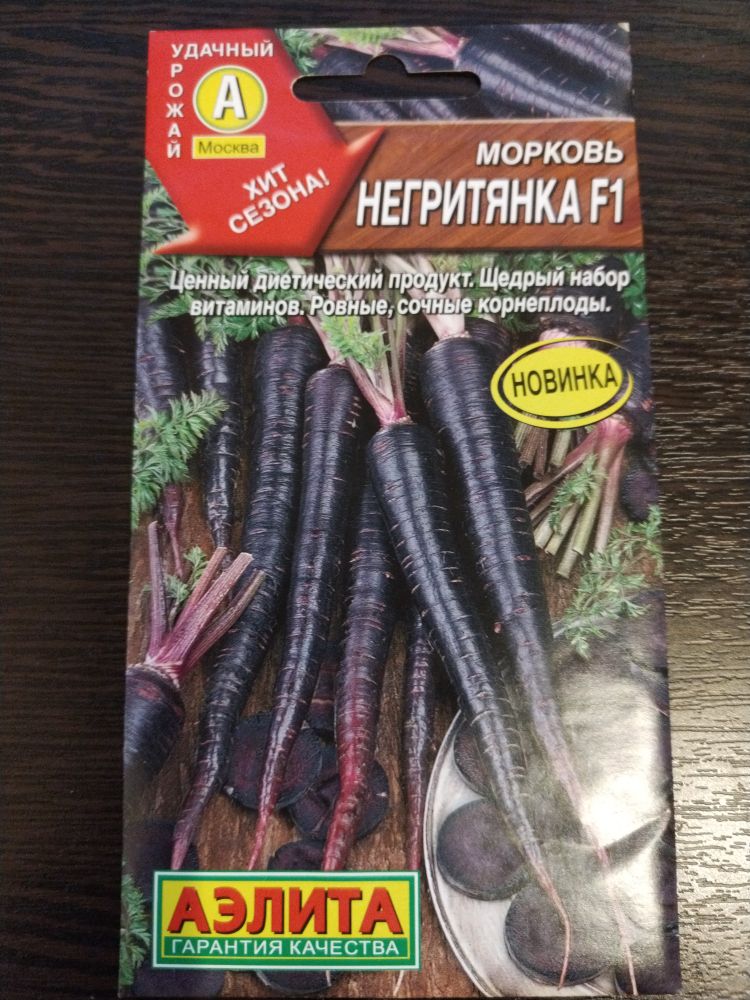 УДАЧНЫЙ
УРОЖАЙ
А
Москва
ХИТ
СЕЗОНА!
МОРКОВЬ
НЕГРИТЯНКА F1
Ценный диетический продукт. Щедрый набор
витаминов. Ровные, сочные корнеплоды.
НОВИНКА
АЭЛИТА
ГАРАНТИЯ КАЧЕСТВА